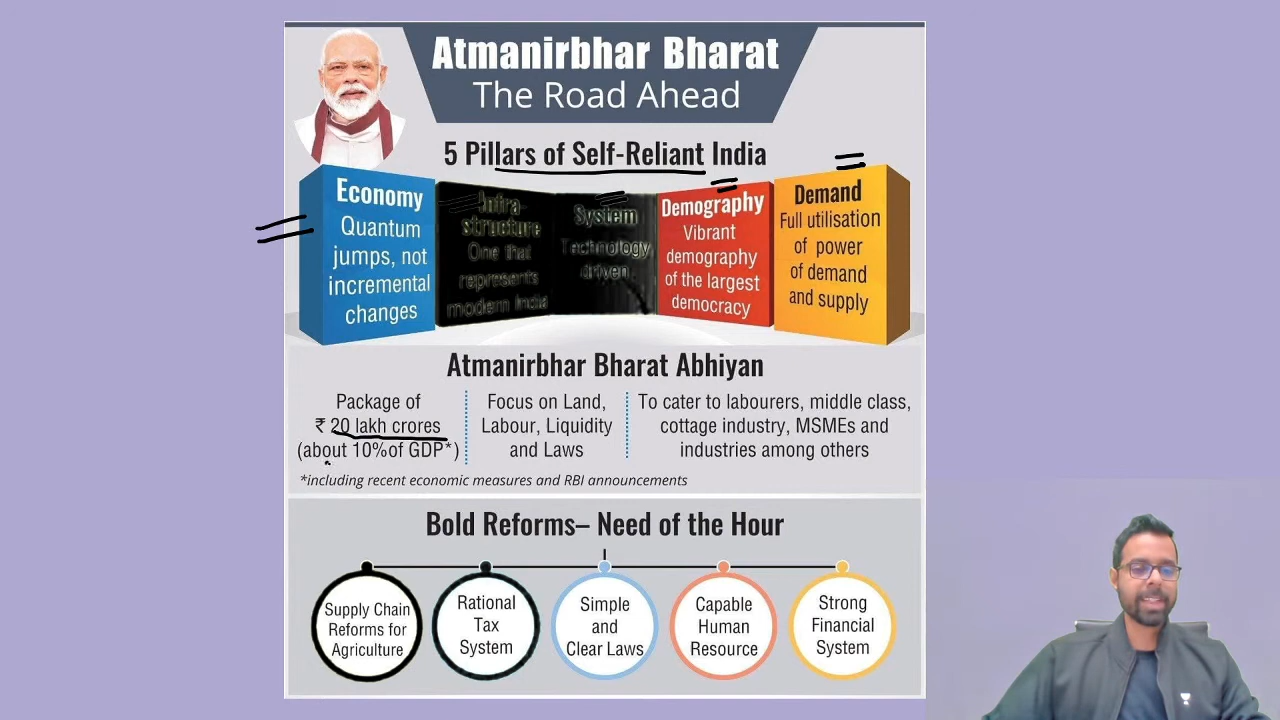 Atmanirbhar Bharat
The Road Ahead
5 Pillars of Self-Reliant India
Economy
Quantum
jumps, not
incremental
changes
Infra-
structure
One that
represents
modern India
System
Technology
driven
Demography
Vibrant
demography
of the largest
democracy
Demand
Full utilisation
of power
of demand
and supply
Atmanirbhar Bharat Abhiyan
Package of
₹ 20 lakh crores
(about 10%of GDP*)
Focus on Land,
Labour, Liquidity
and Laws
To cater to labourers, middle class,
cottage industry, MSMEs and
industries among others
*including recent economic measures and RBI announcements
Bold Reforms– Need of the Hour
Supply Chain
Reforms for
Agriculture
Rational
Tax
System
Simple
and
Clear Laws
Capable
Human
Resource
Strong
Financial
System